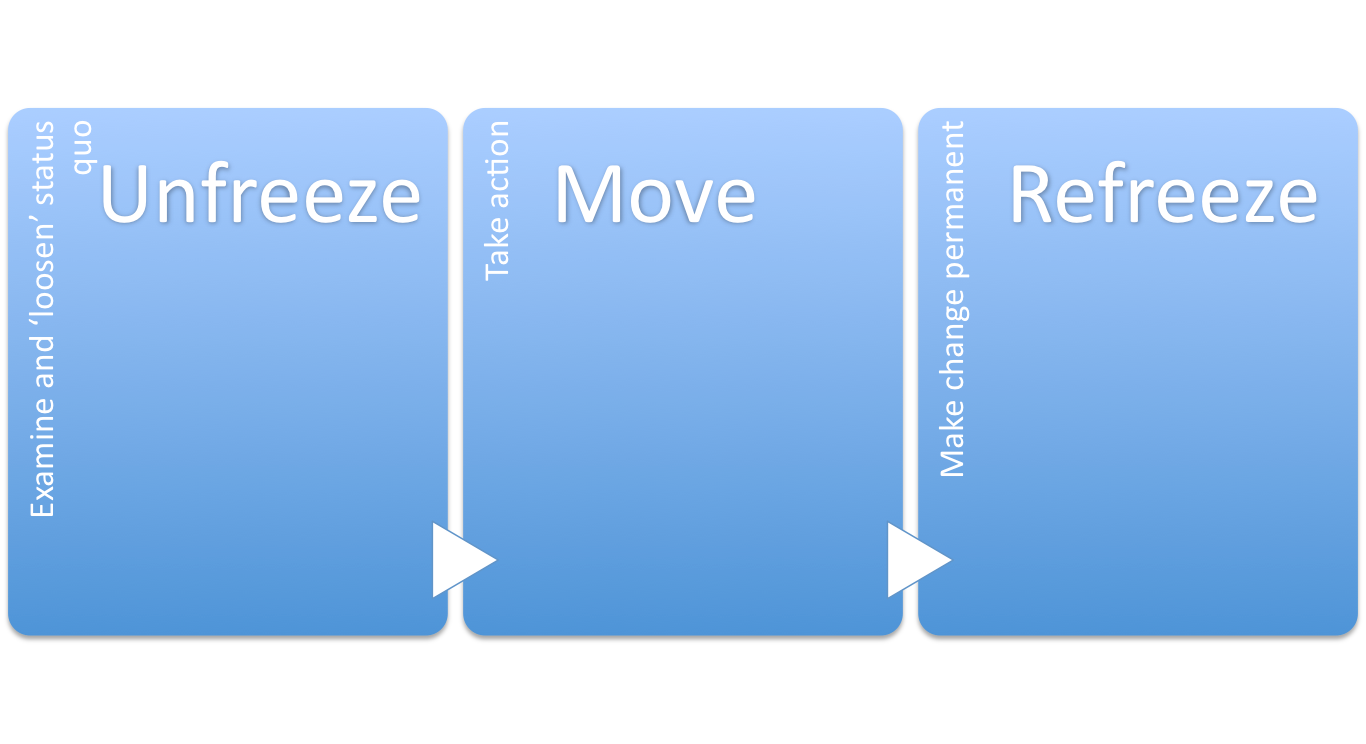 Examine and ‘loosen’ status
quo
Unfreeze
Take action
Move
Make change permanent
Refreeze